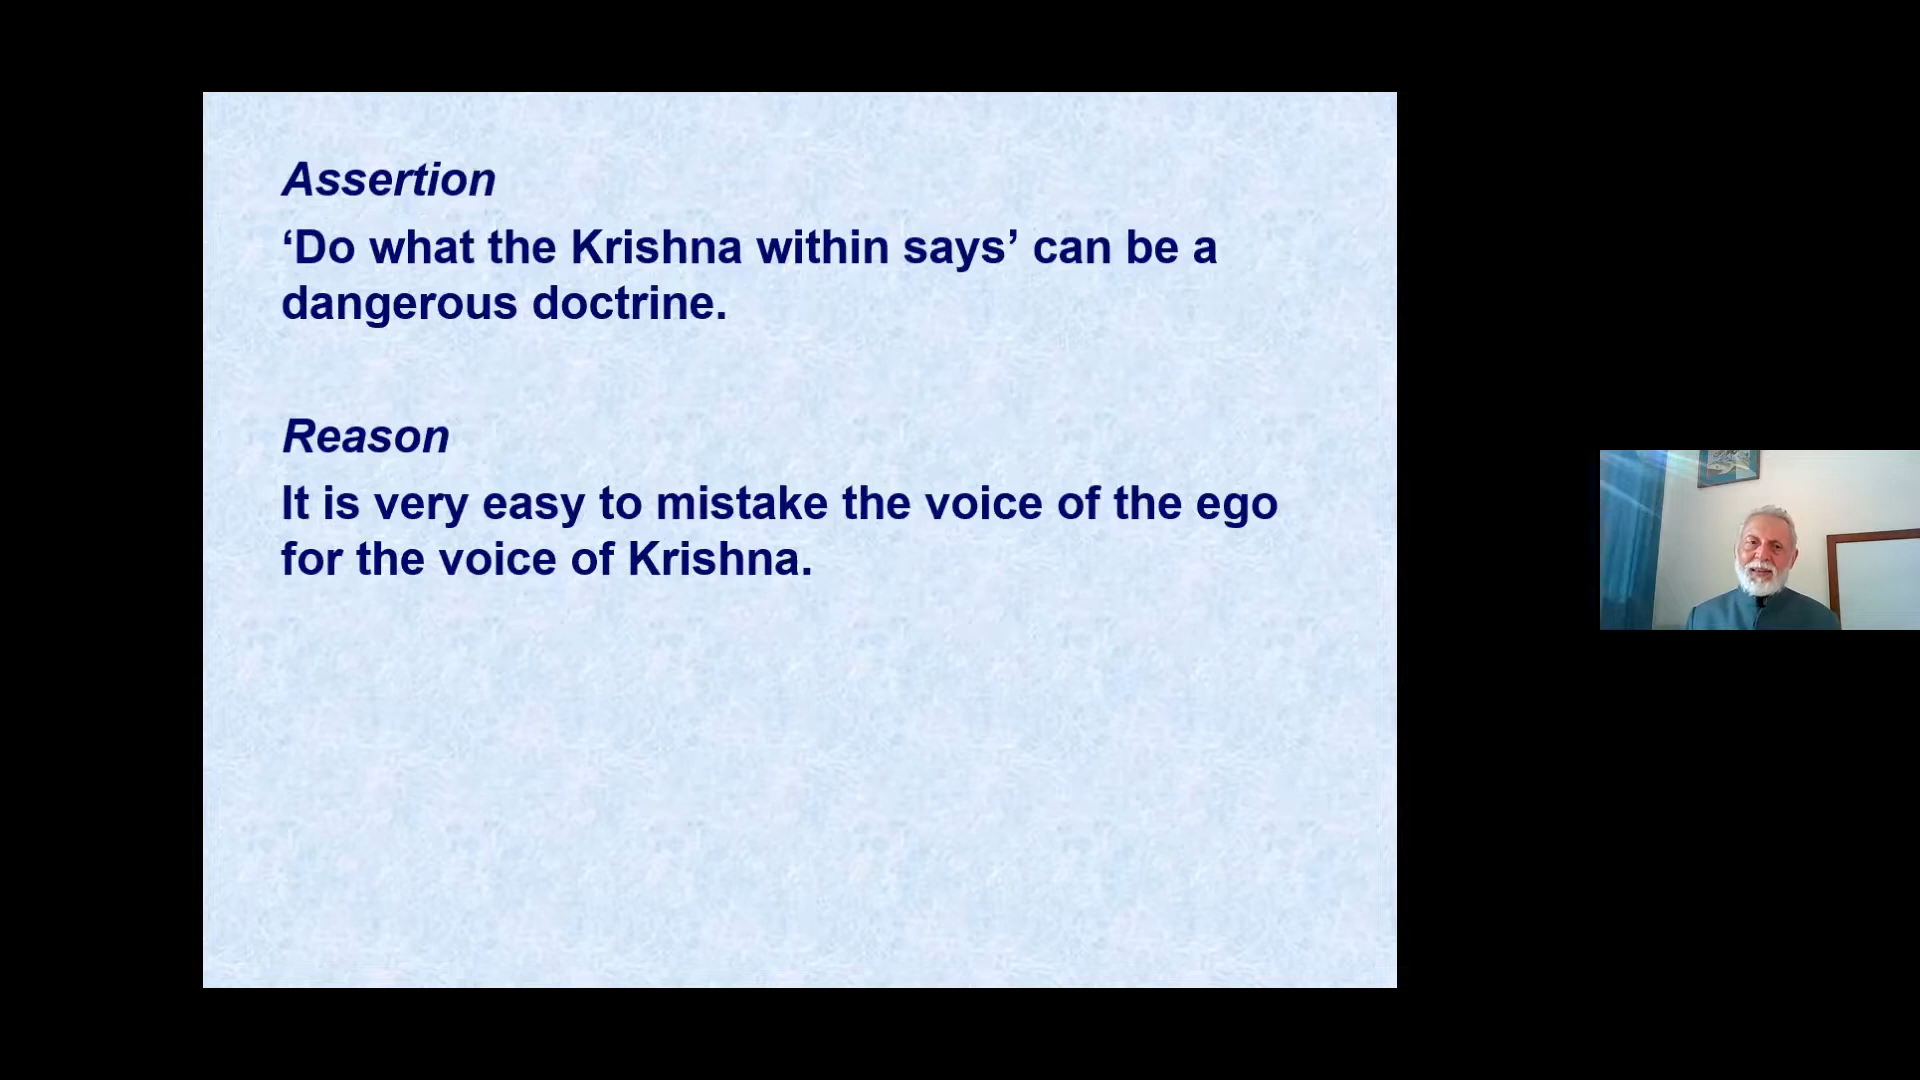 Assertion
‘Do what the Krishna within says’ can be a
dangerous doctrine.
Reason
It is very easy to mistake the voice of the ego
for the voice of Krishna.